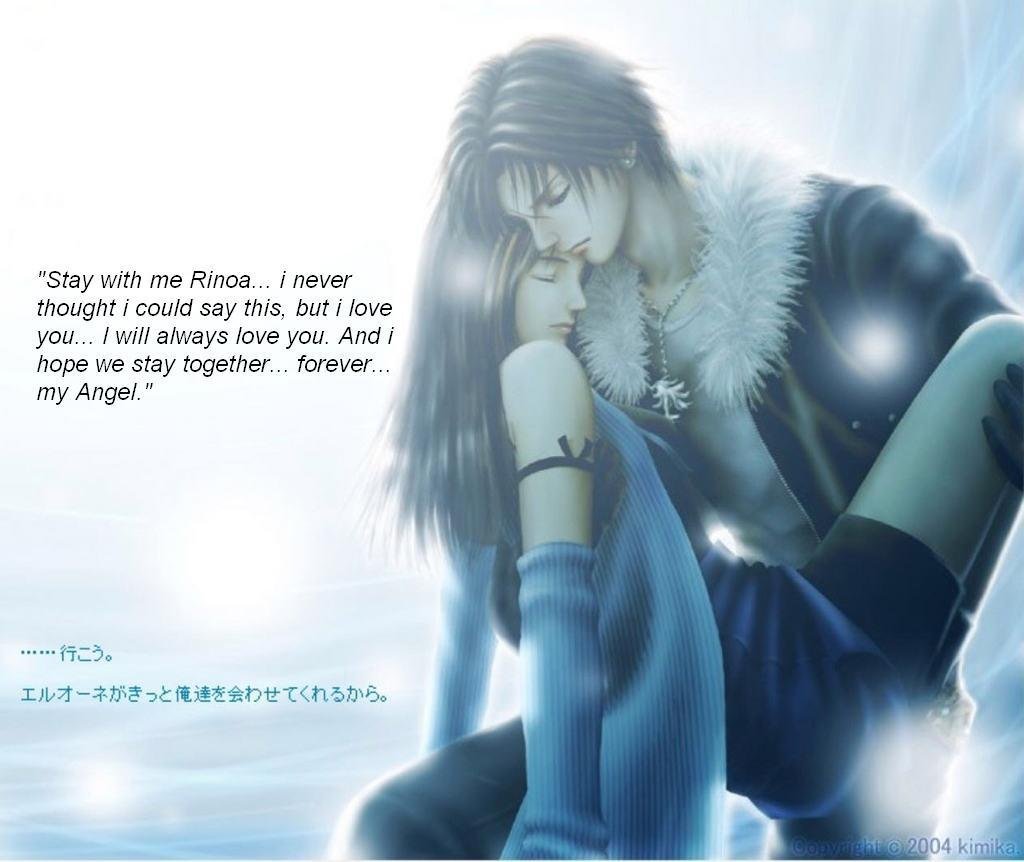 "Stay with me Rinoa... i never
thought i could say this, but i love
you... I will always love you. And i
hope we stay together... forever...
my Angel."
……行こう。
エルオーネがきっと俺達を会わせてくれるから。
Copyright © 2004 kimika.